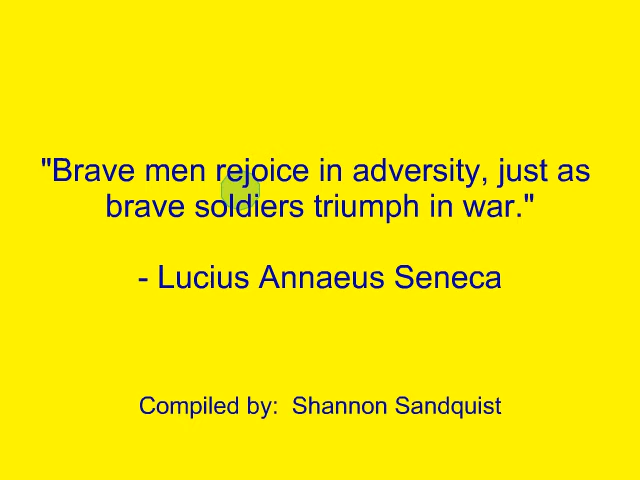 "Brave men rejoice in adversity, just as
brave soldiers triumph in war."
- Lucius Annaeus Seneca
Compiled by:  Shannon Sandquist